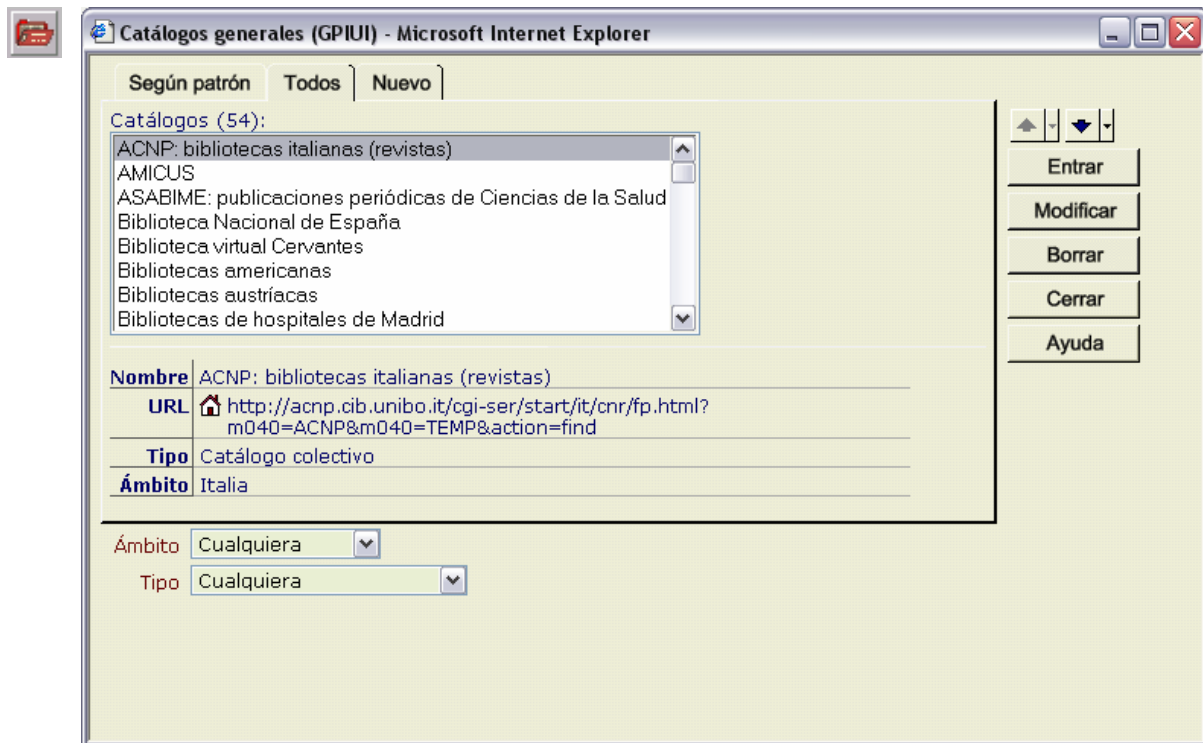 Catálogos generales (GPIUI) - Microsoft Internet Explorer
Según patrón Todos Nuevo
Catálogos (54):
ACNP: bibliotecas italianas (revistas)
AMICUS
ASABIME: publicaciones periódicas de Ciencias de la Salud
Biblioteca Nacional de España
Biblioteca virtual Cervantes
Bibliotecas americanas
Bibliotecas austríacas
Bibliotecas de hospitales de Madrid
Entrar
Modificar
Borrar
Cerrar
Ayuda
Nombre ACNP: bibliotecas italianas (revistas)
URL http://acnp.cib.unibo.it/cgi-ser/start/it/cnr/fp.html?
m040=ACNP&m040=TEMP&action=find
Tipo Catálogo colectivo
Ámbito Italia
Ámbito Cualquiera
Tipo Cualquiera